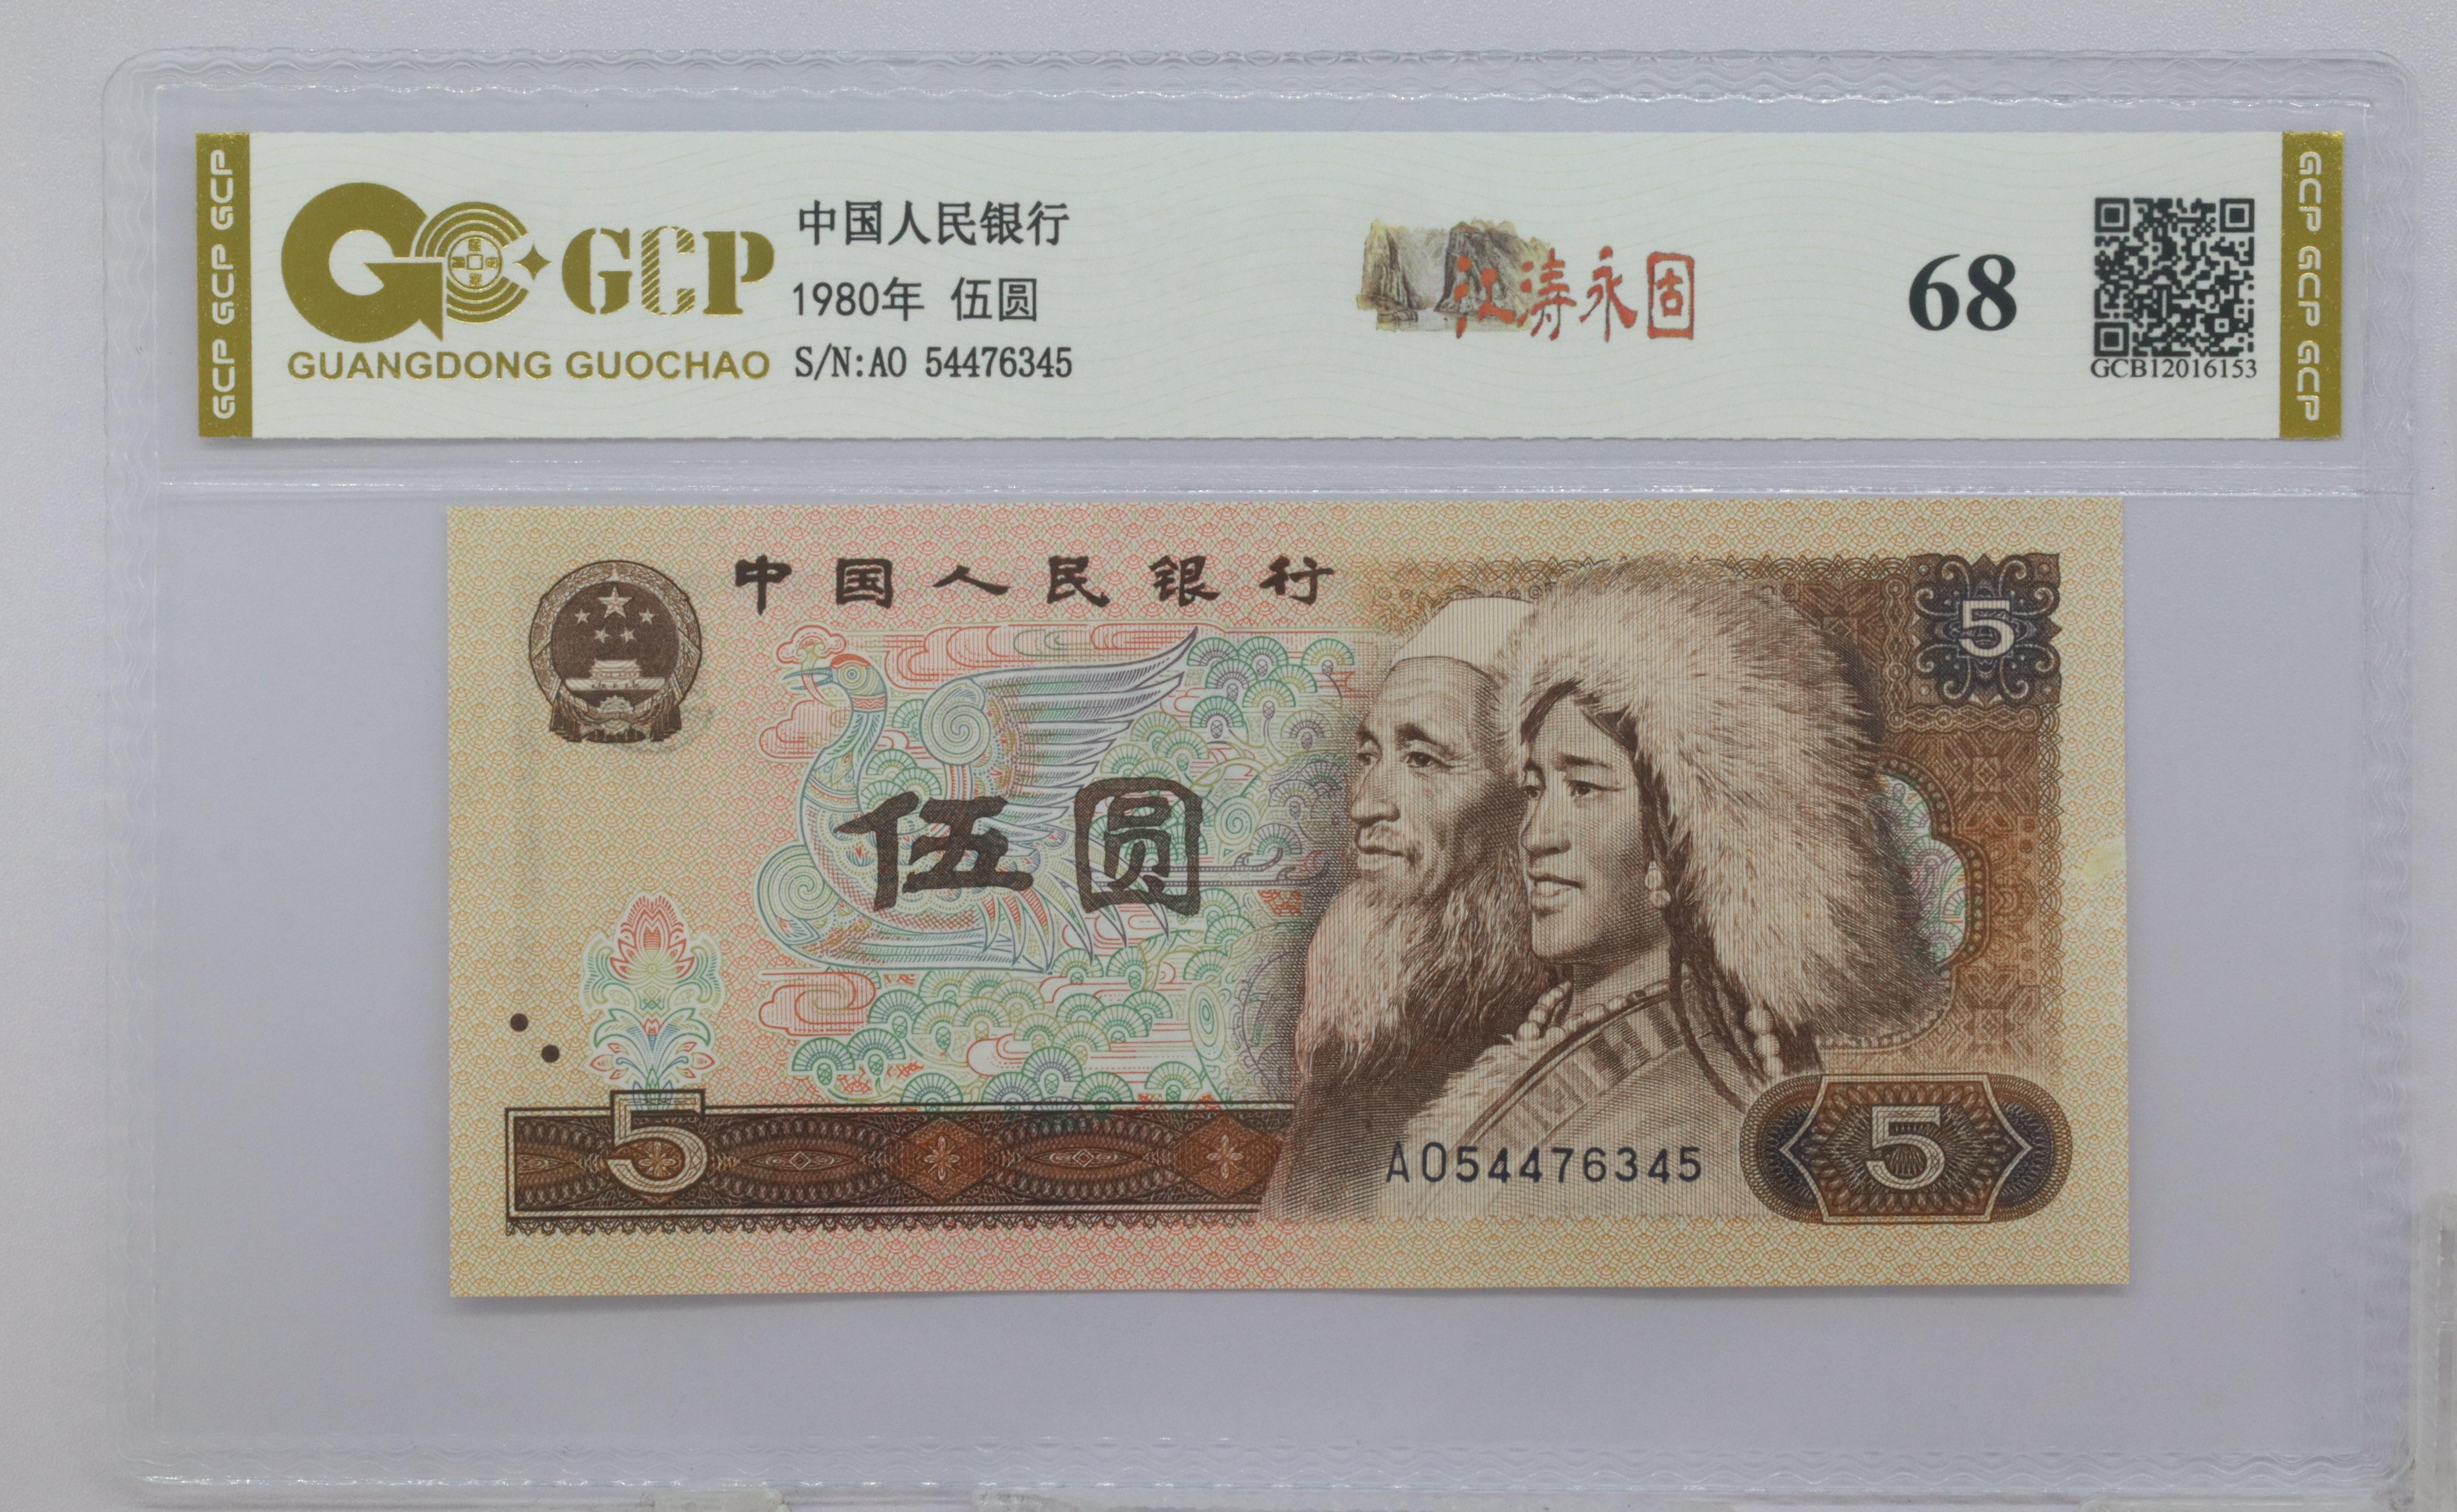 GCP GCP GCP
GCP
GUANGDONG GUOCHAO
中国人民银行
1980年 伍圆
S/N:AO 54476345
江涛永固
68
GCB12016153
GCP GCP GCP
中国人民银行
5
伍圆
5
AO54476345
5